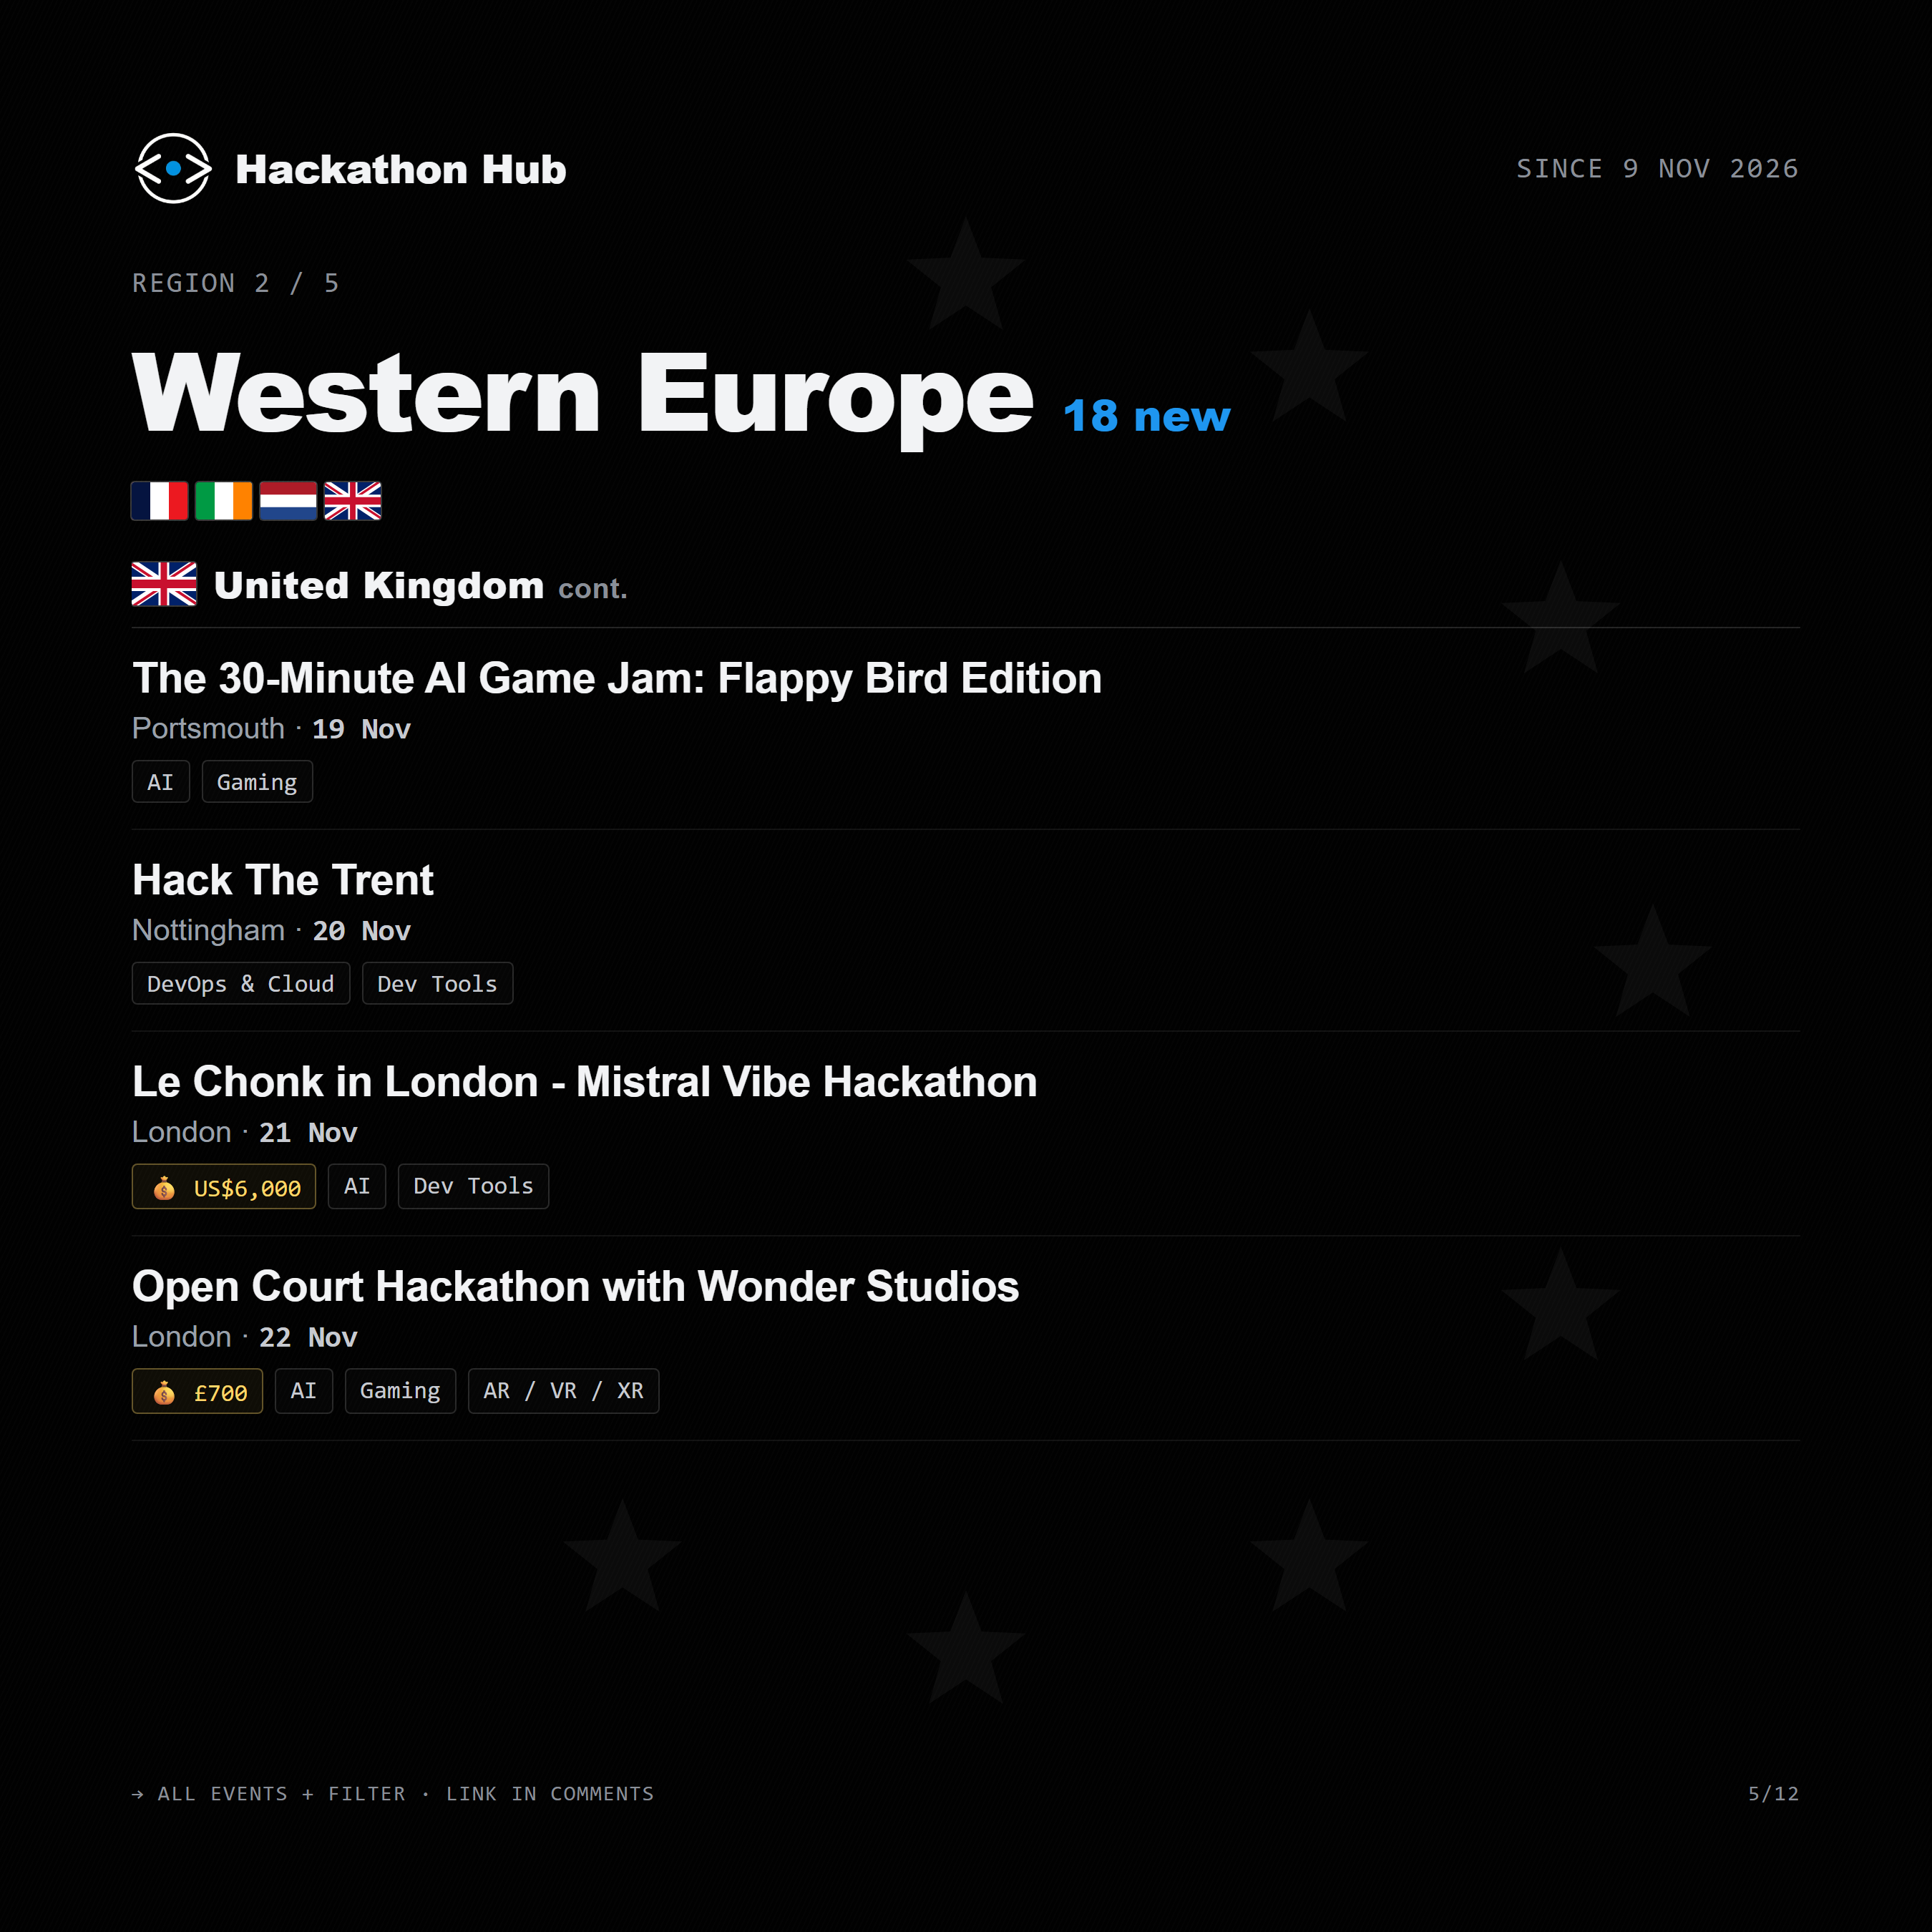 Hackathon Hub
SINCE 9 NOV 2026
REGION 2 / 5
Western Europe 18 new
United Kingdom cont.
The 30-Minute AI Game Jam: Flappy Bird Edition
Portsmouth · 19 Nov
AI Gaming
Hack The Trent
Nottingham · 20 Nov
DevOps & Cloud Dev Tools
Le Chonk in London - Mistral Vibe Hackathon
London · 21 Nov
💰 US$6,000 AI Dev Tools
Open Court Hackathon with Wonder Studios
London · 22 Nov
💰 £700 AI Gaming AR / VR / XR
→ ALL EVENTS + FILTER · LINK IN COMMENTS
5/12